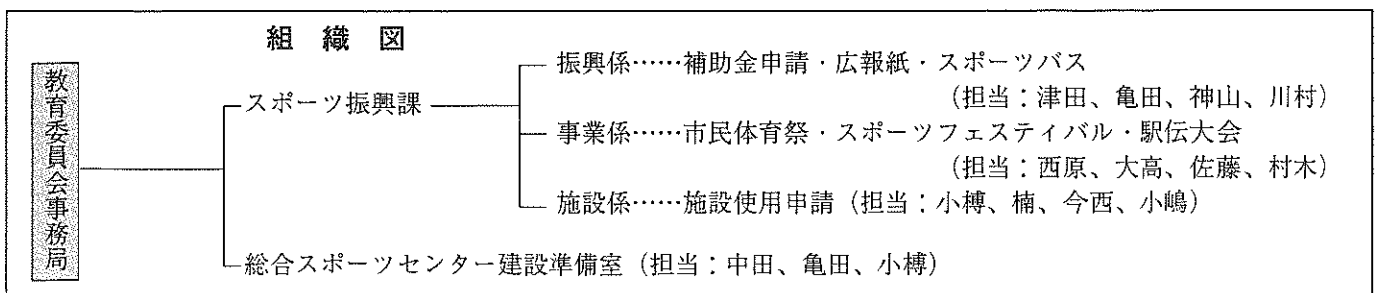 組織図
教育委員会事務局
スポーツ振興課
振興係……補助金申請・広報紙・スポーツバス
(担当：津田、亀田、神山、川村)
事業係……市民体育祭・スポーツフェスティバル・駅伝大会
(担当：西原、大高、佐藤、村木)
施設係……施設使用申請(担当：小榑、楠、今西、小嶋)
総合スポーツセンター建設準備室(担当：中田、亀田、小榑)